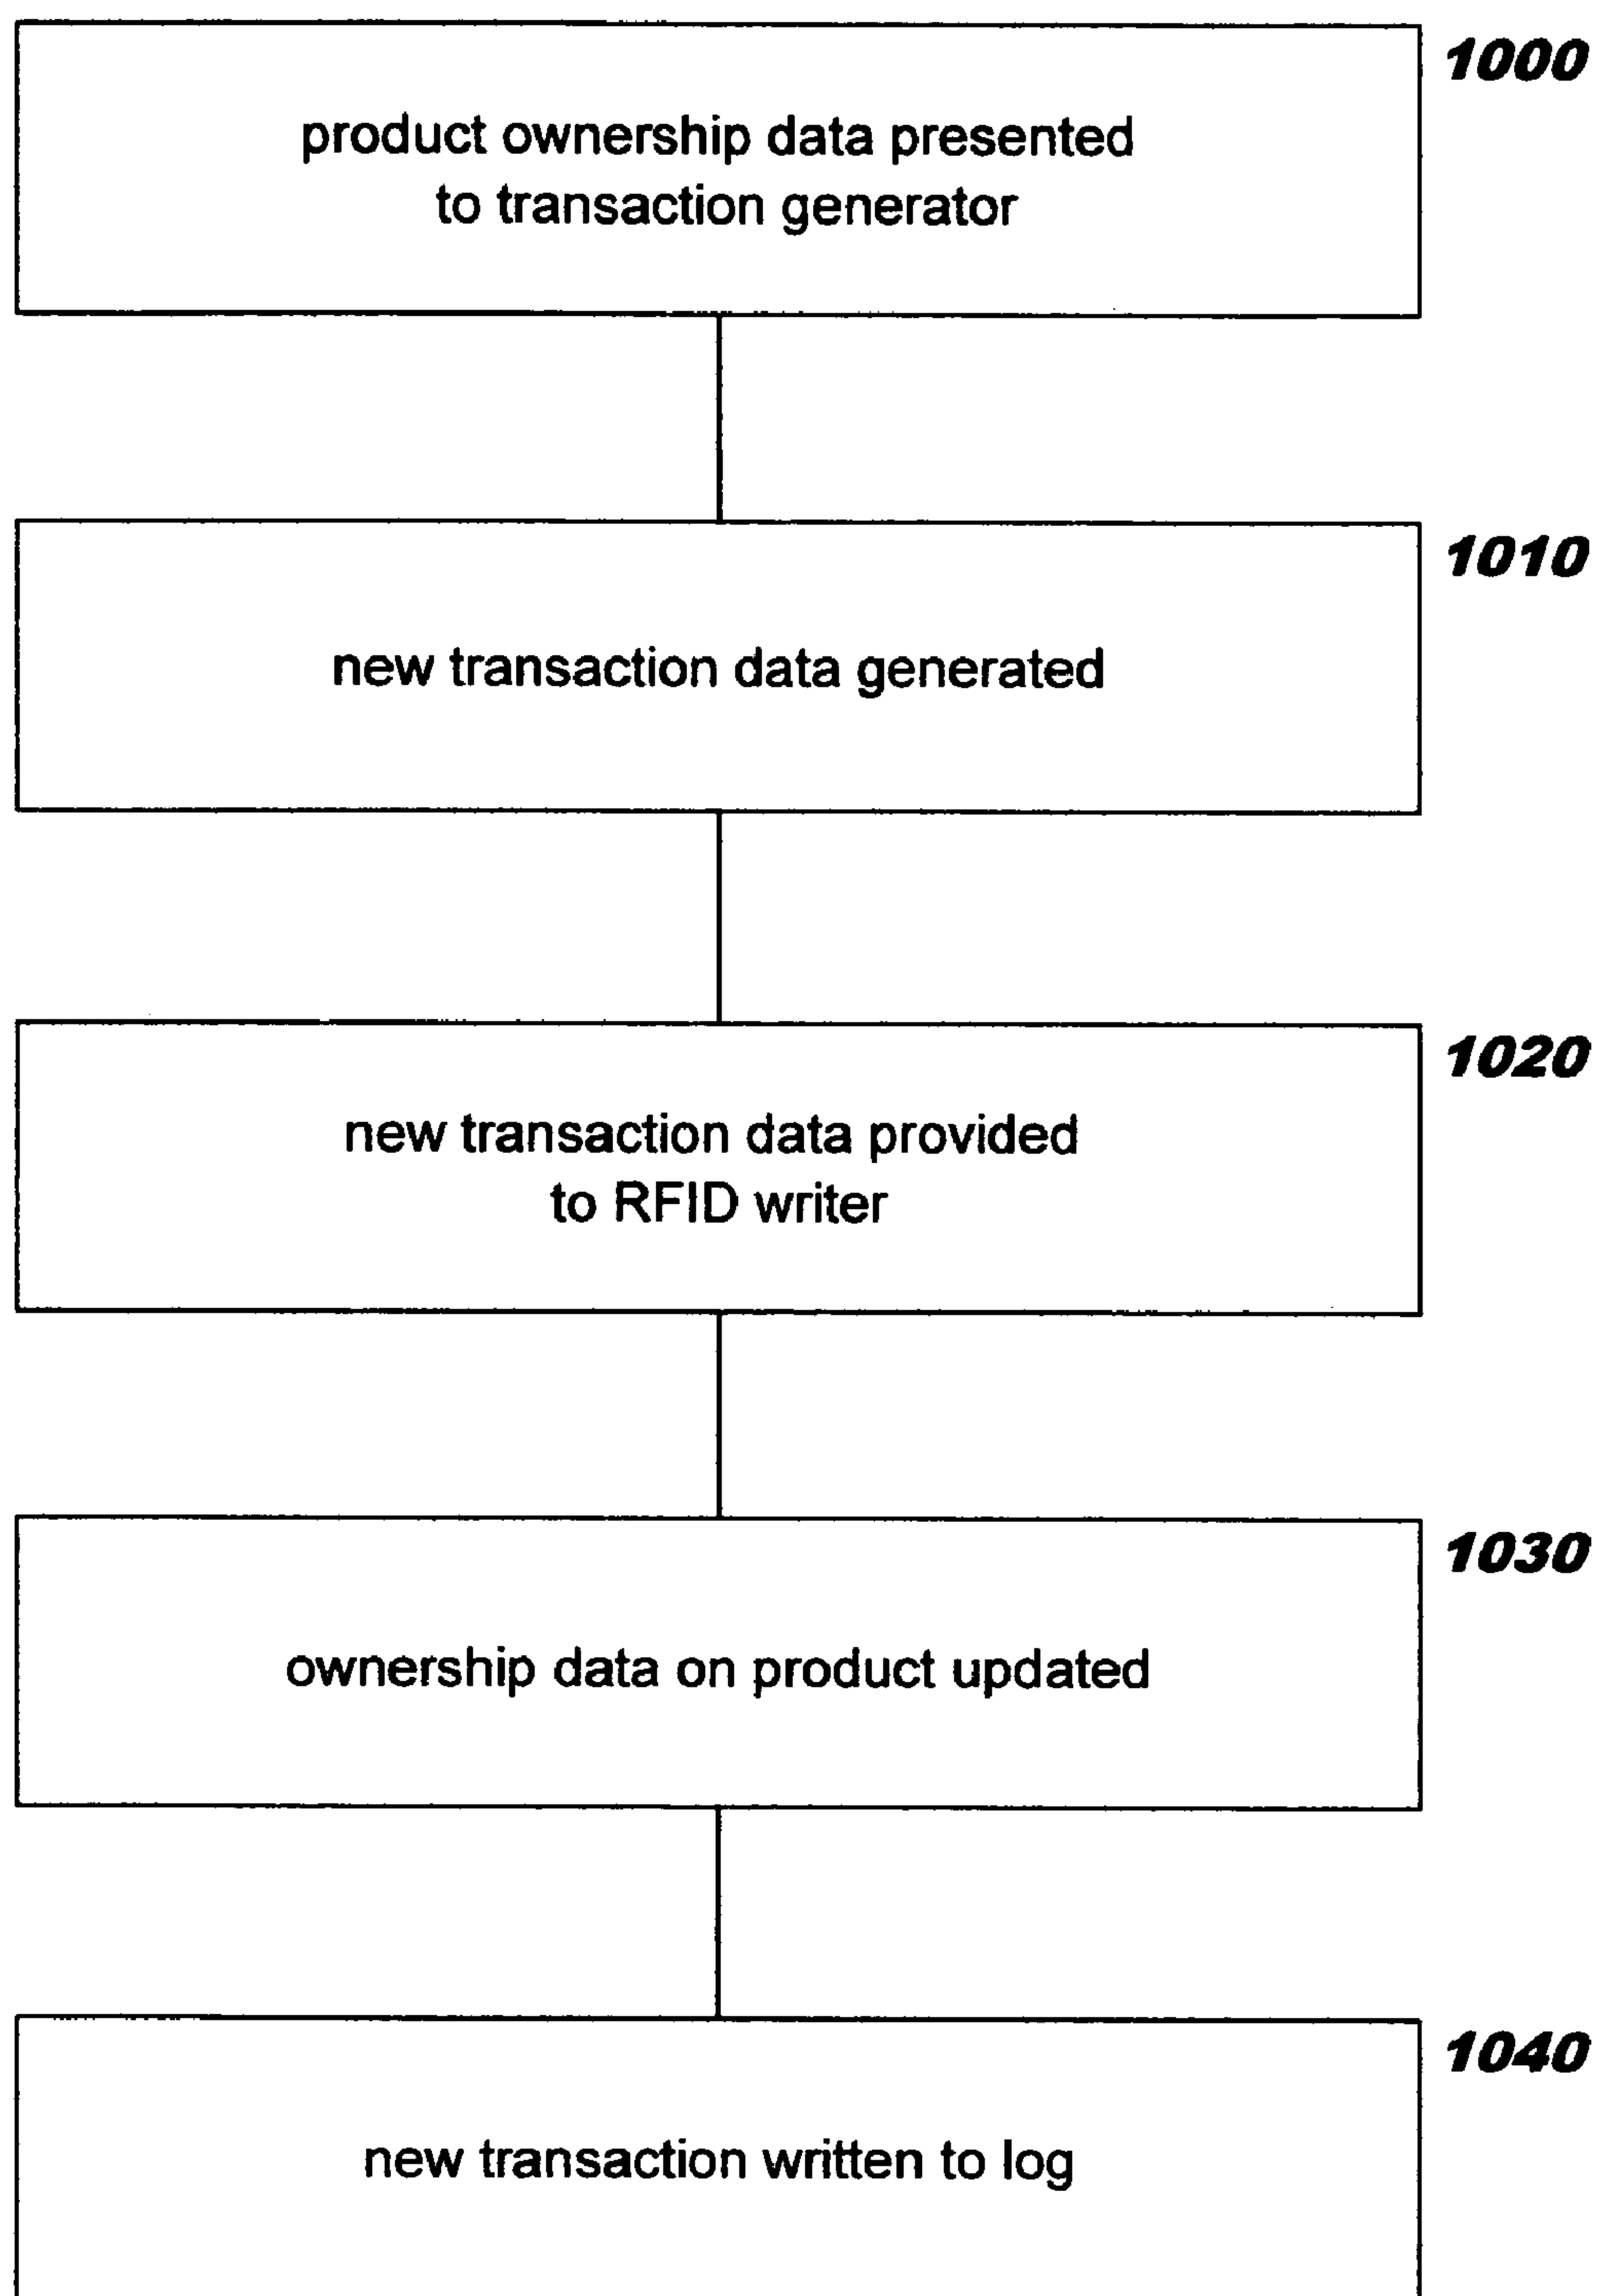 1000
product ownership data presented
to transaction generator
1010
new transaction data generated
1020
new transaction data provided
to RFID writer
1030
ownership data on product updated
1040
new transaction written to log